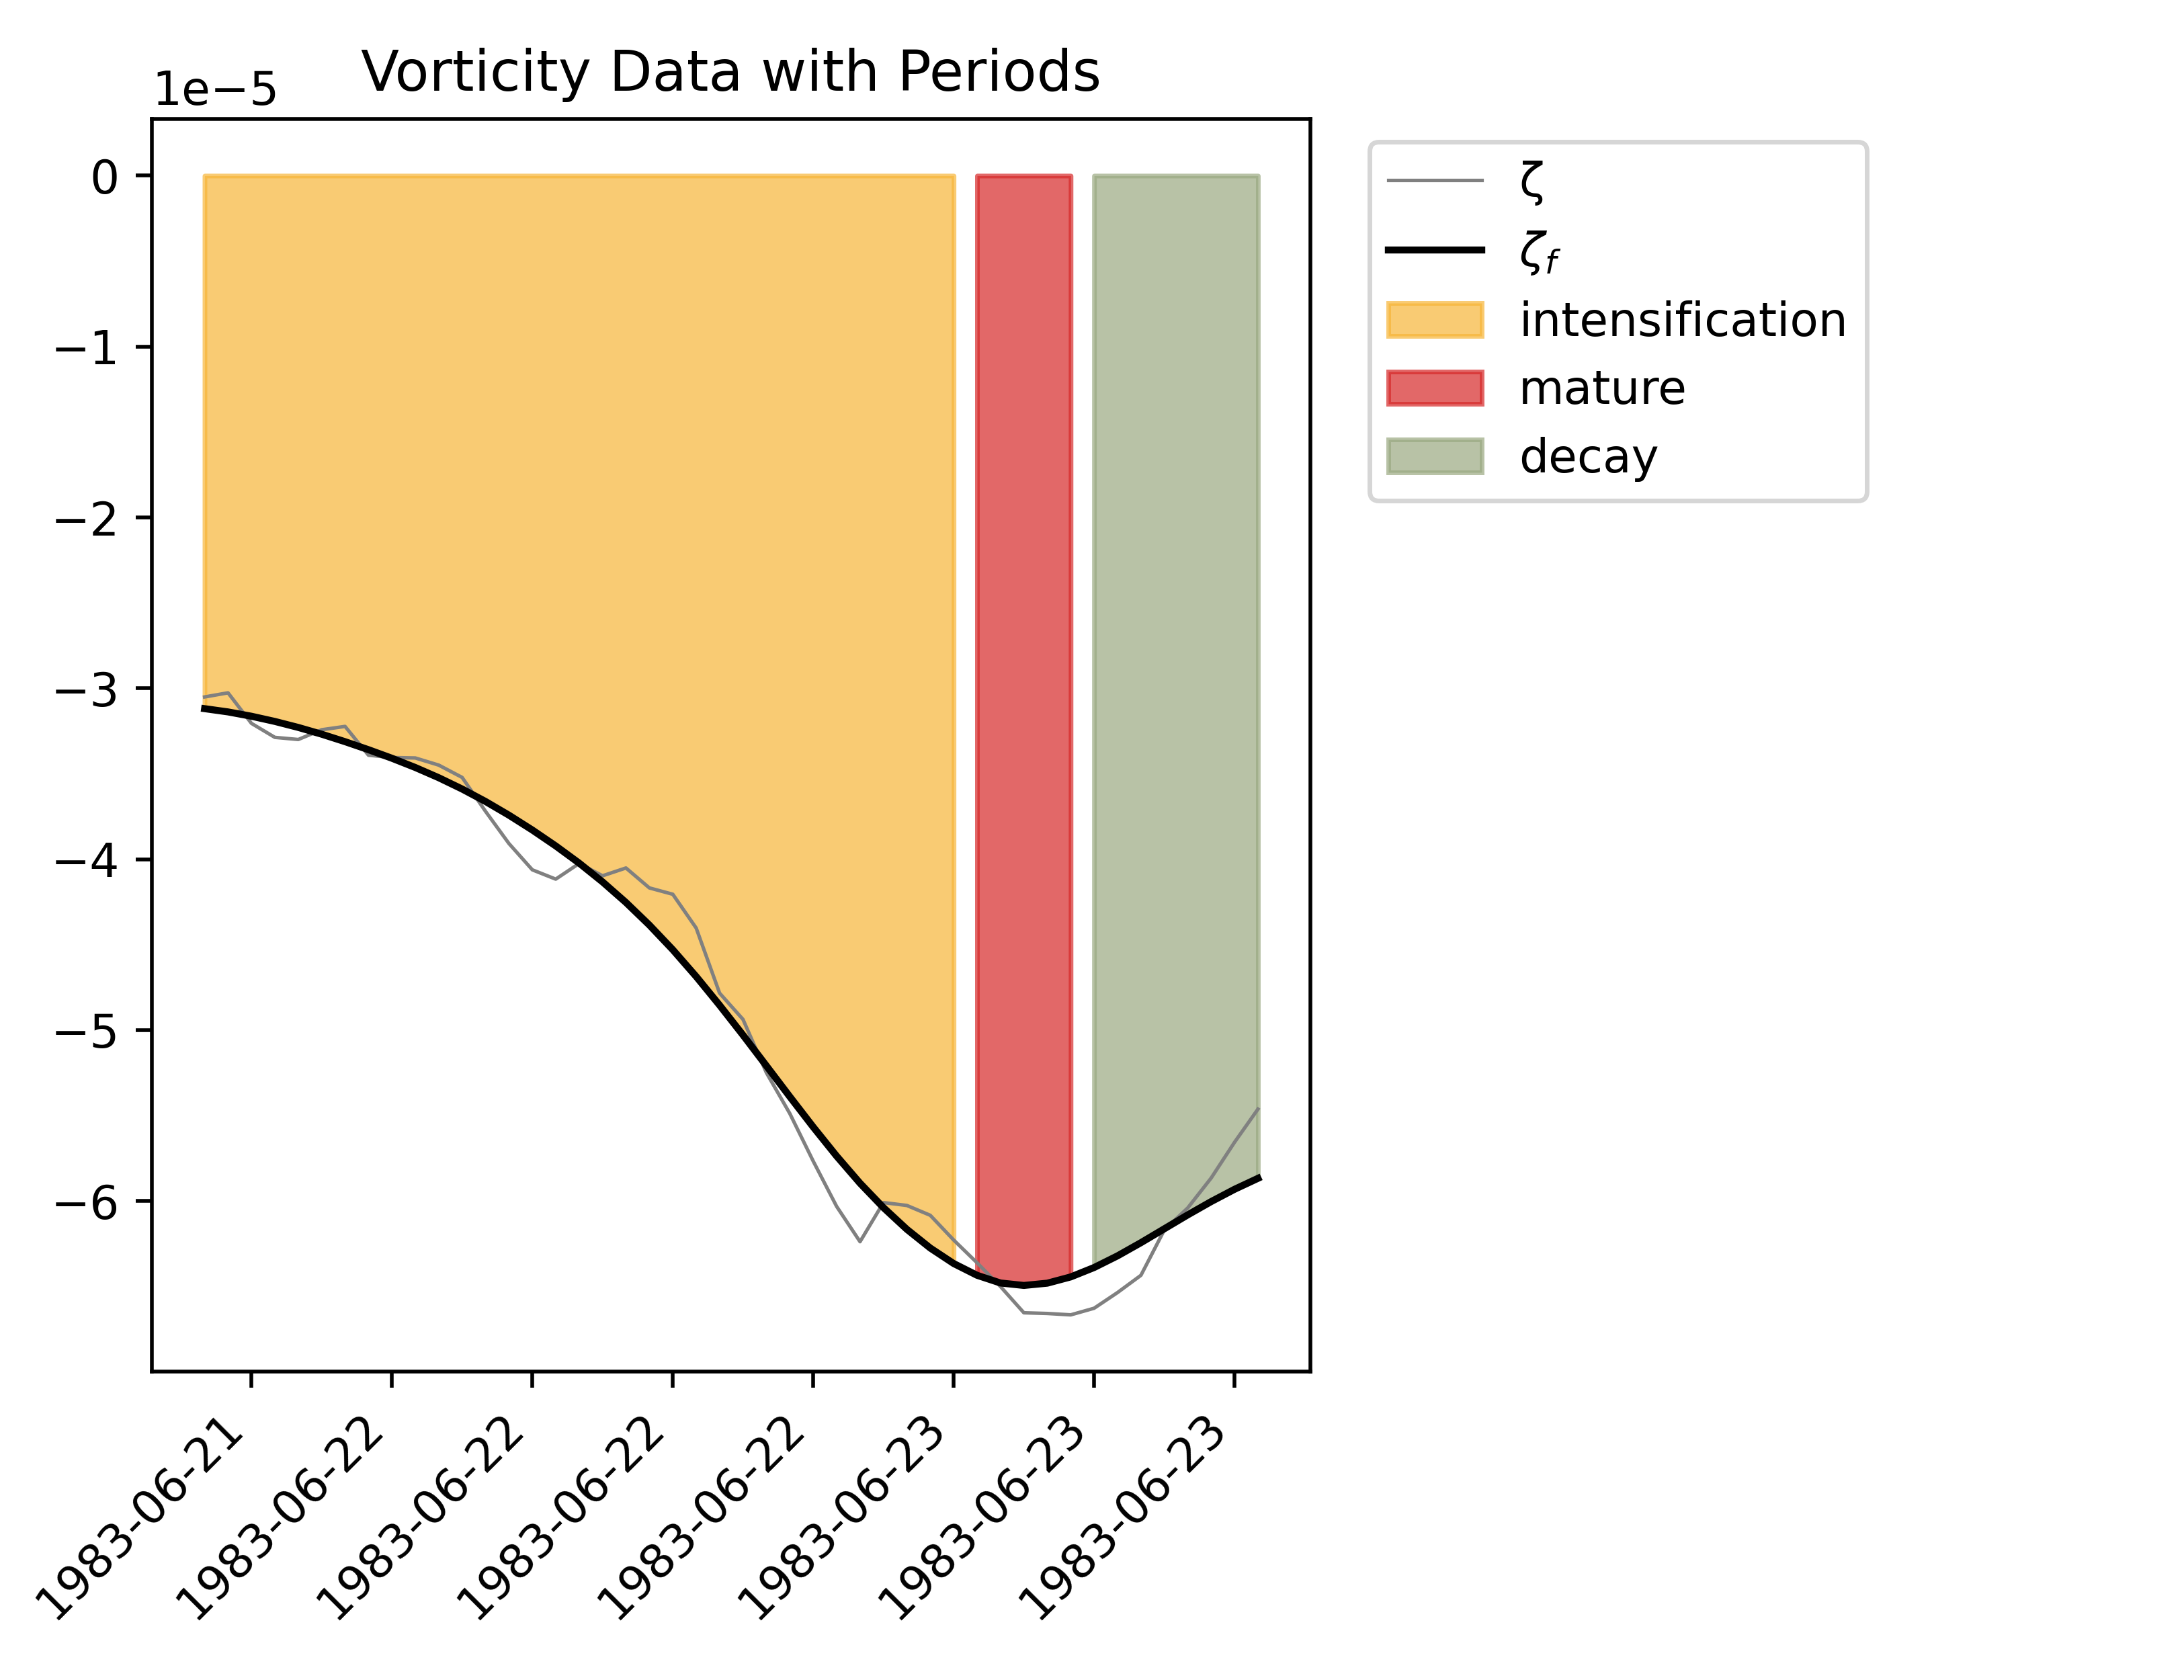 Vorticity Data with Periods
1e−5
0
−1
−2
−3
−4
−5
−6
1983-06-21
1983-06-22
1983-06-22
1983-06-22
1983-06-22
1983-06-23
1983-06-23
1983-06-23
ζ
ζf
intensification
mature
decay